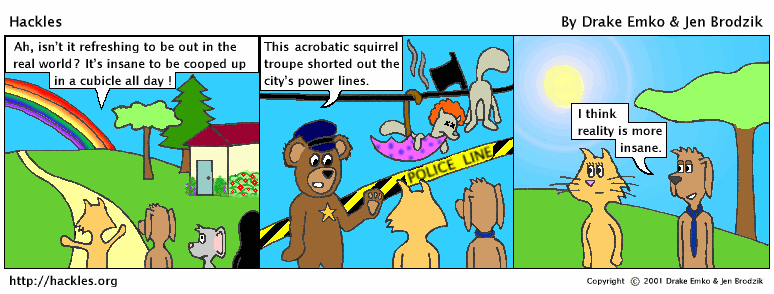 Hackles
By Drake Emko & Jen Brodzik
Ah, isn't it refreshing to be out in the
real world? It's insane to be cooped up
in a cubicle all day!
This acrobatic squirrel
troupe shorted out the
city's power lines.
POLICE LINE
I think
reality is more
insane.
http://hackles.org
Copyright © 2001 Drake Emko & Jen Brodzik